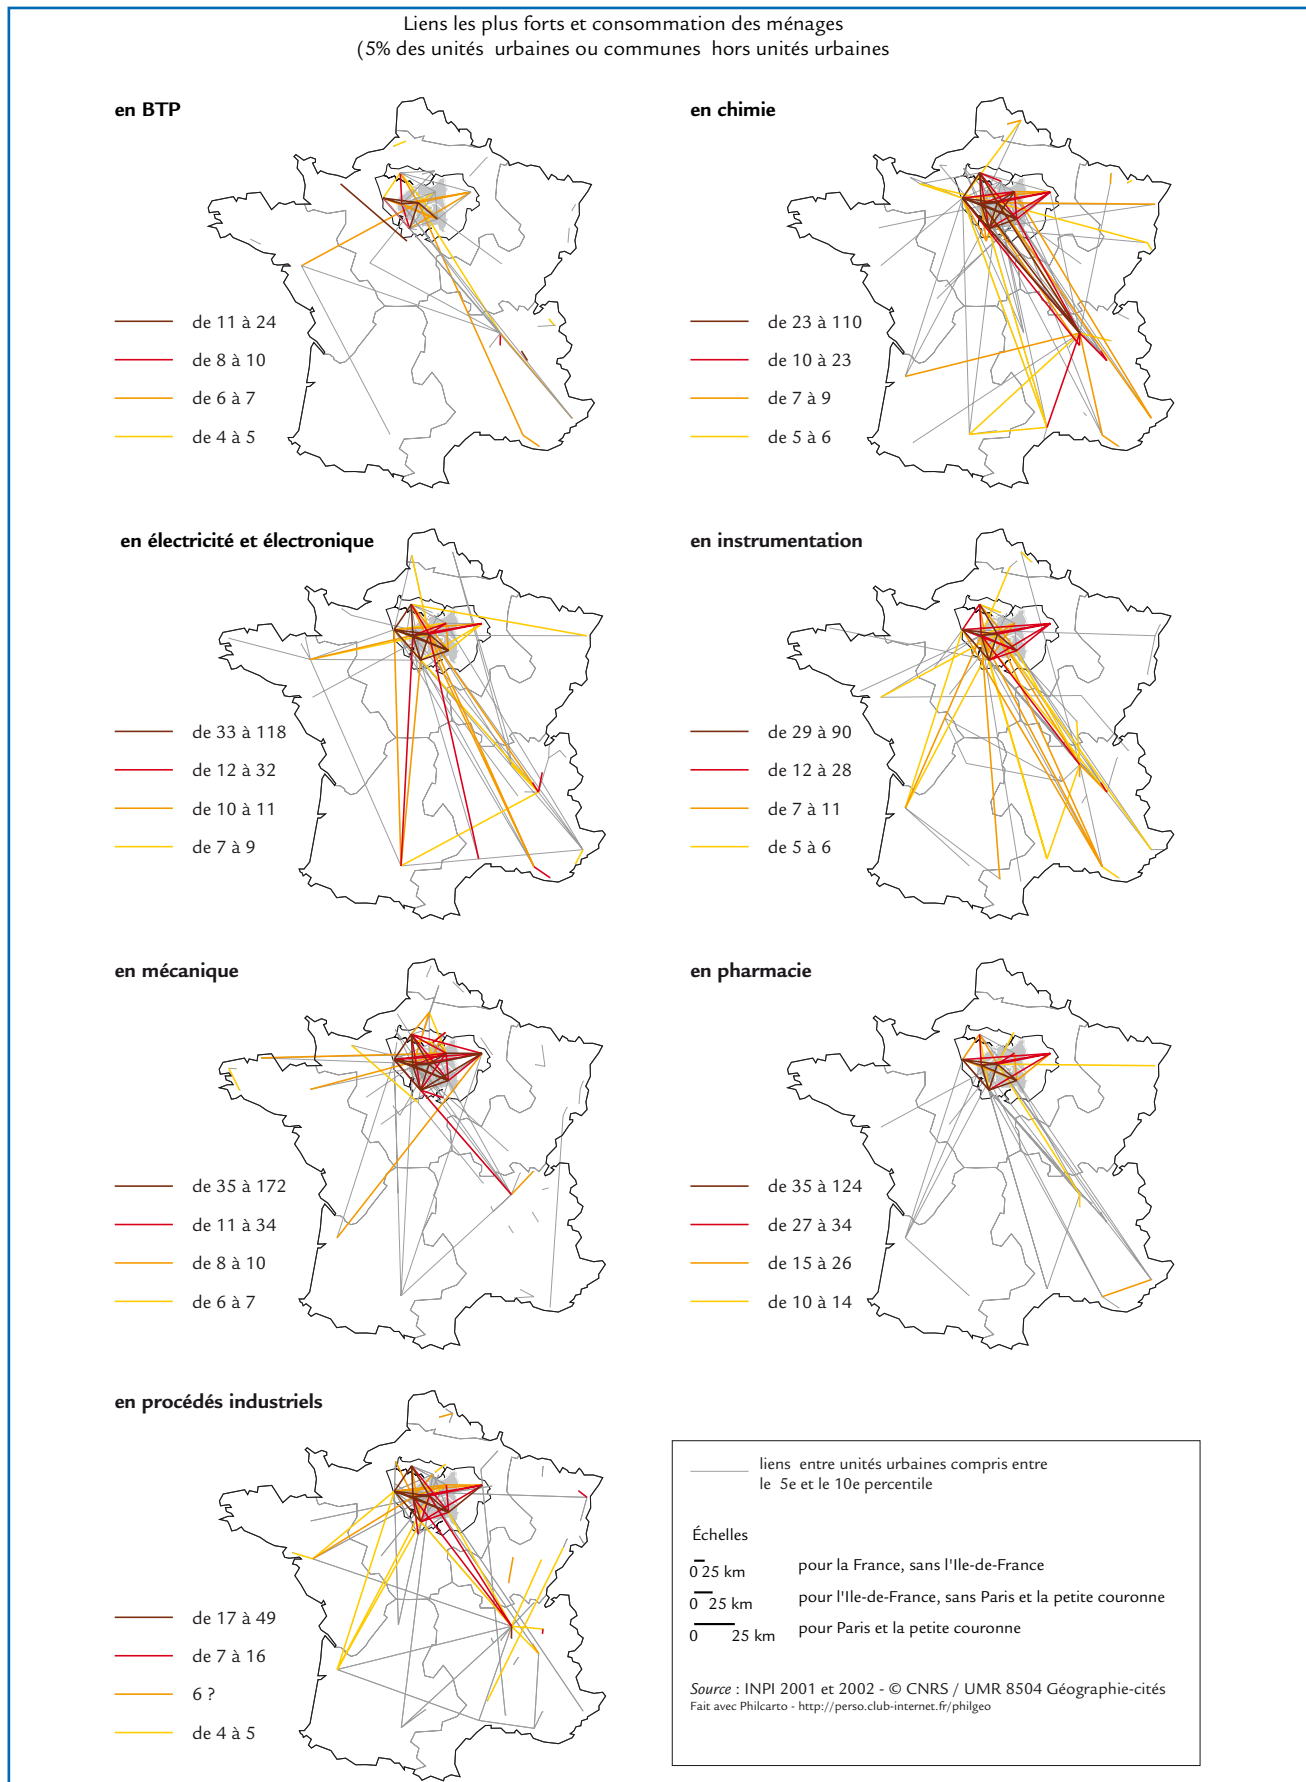 Liens les plus forts et consommation des ménages
(5% des unités urbaines ou communes hors unités urbaines
en BTP
de 11 à 24
de 8 à 10
de 6 à 7
de 4 à 5
en chimie
de 23 à 110
de 10 à 23
de 7 à 9
de 5 à 6
en électricité et électronique
de 33 à 118
de 12 à 32
de 10 à 11
de 7 à 9
en instrumentation
de 29 à 90
de 12 à 28
de 7 à 11
de 5 à 6
en mécanique
de 35 à 172
de 11 à 34
de 8 à 10
de 6 à 7
en pharmacie
de 35 à 124
de 27 à 34
de 15 à 26
de 10 à 14
en procédés industriels
de 17 à 49
de 7 à 16
6 ?
de 4 à 5
liens entre unités urbaines compris entre
le 5e et le 10e percentile
Échelles
0 25 km pour la France, sans l'Ile-de-France
0 25 km pour l'Ile-de-France, sans Paris et la petite couronne
0 25 km pour Paris et la petite couronne
Source : INPI 2001 et 2002 - © CNRS / UMR 8504 Géographie-cités
Fait avec Philcarto - http://perso.club-internet.fr/philgeo